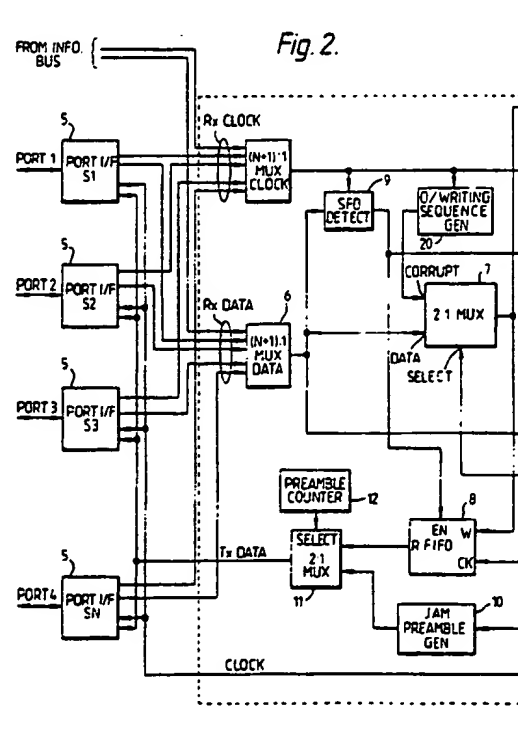 Fig. 2.
FROM INFO.
BUS
5
PORT 1
PORT I/F
S1
5
PORT 2
PORT I/F
S2
5
PORT 3
PORT I/F
S3
5
PORT 4
PORT I/F
SN
Rx CLOCK
(N+1):1
MUX
CLOCK
9
SFD
DETECT
O/WRITING
SEQUENCE
GEN
20
Rx DATA
6
(N+1):1
MUX
DATA
CORRUPT
7
2:1 MUX
DATA
SELECT
PREAMBLE
COUNTER
12
SELECT
2:1
MUX
11
Tx DATA
8
EN
W
R FIFO
CK
10
JAM
PREAMBLE
GEN
CLOCK